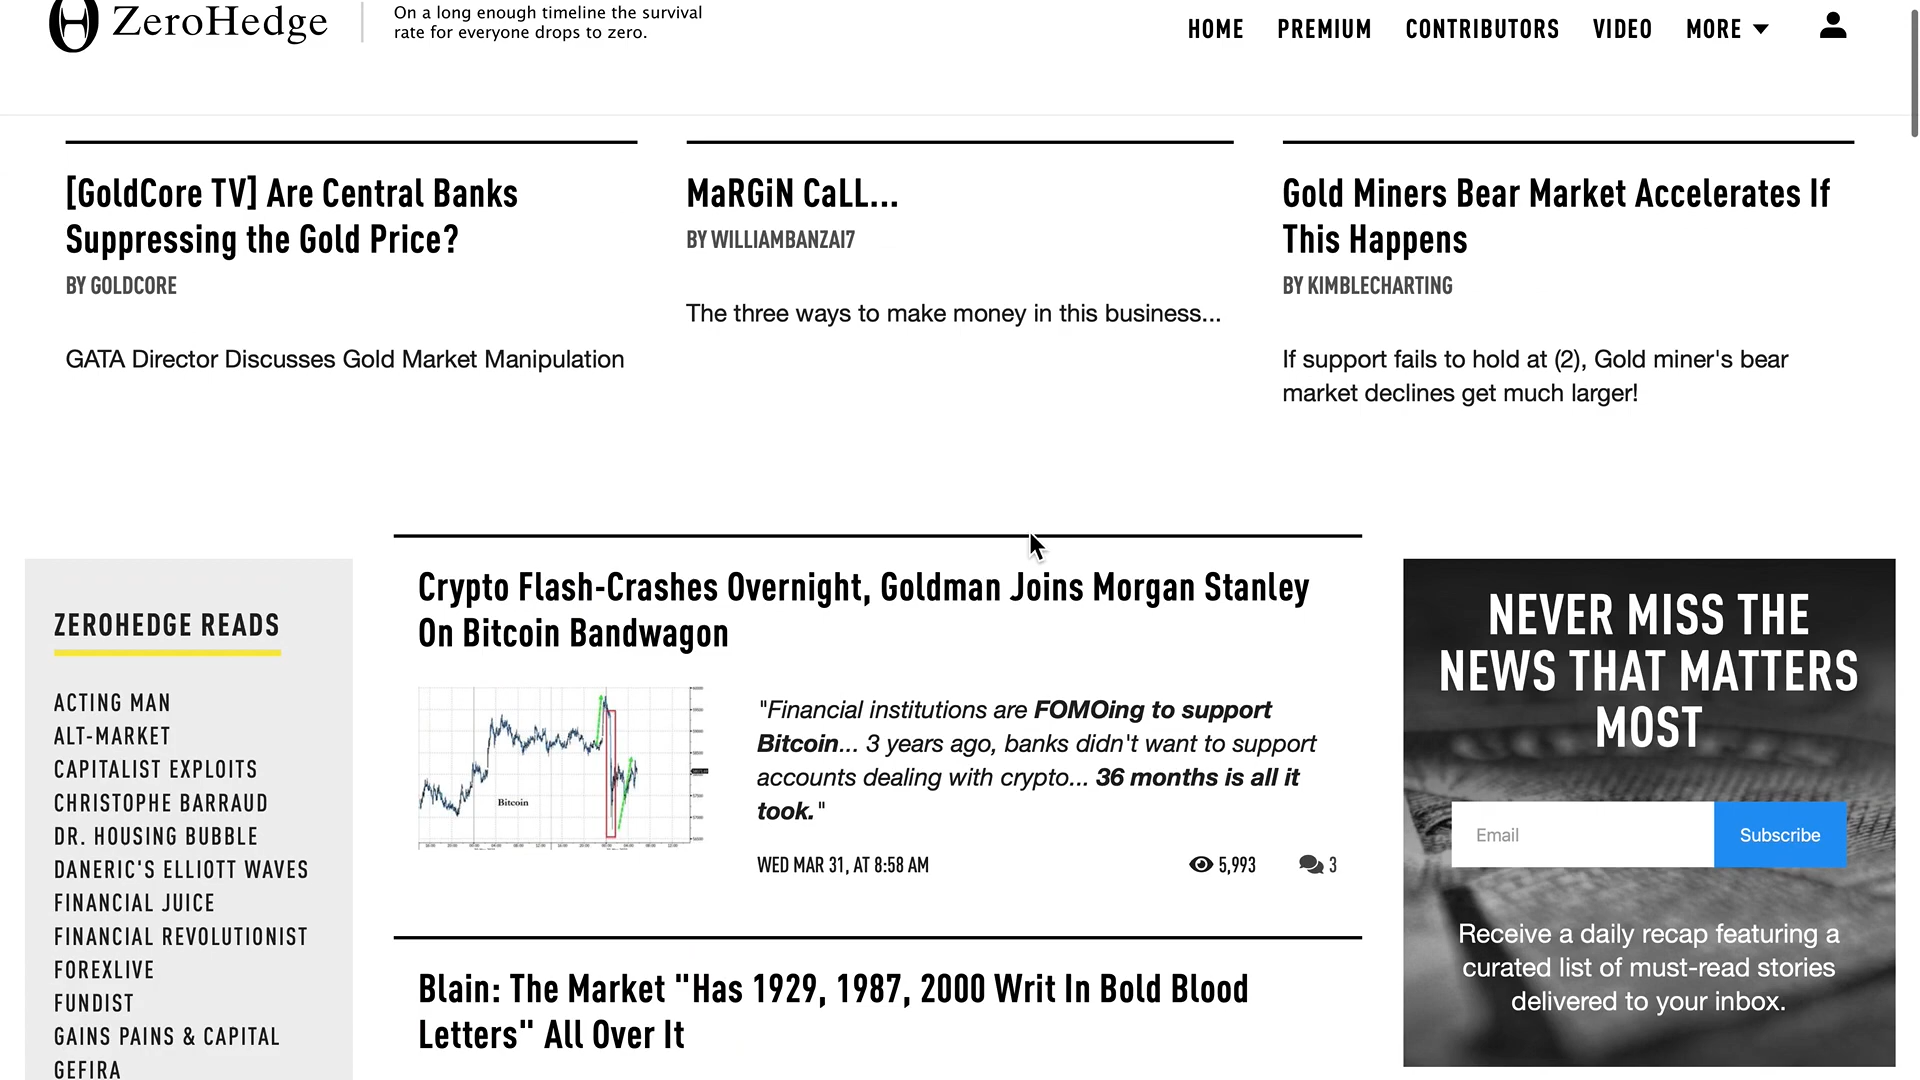 ZeroHedge
On a long enough timeline the survival
rate for everyone drops to zero.
HOME PREMIUM CONTRIBUTORS VIDEO MORE
[GoldCore TV] Are Central Banks
Suppressing the Gold Price?
BY GOLDCORE
GATA Director Discusses Gold Market Manipulation
MaRGiN CaLL...
BY WILLIAMBANZAI7
The three ways to make money in this business...
Gold Miners Bear Market Accelerates If
This Happens
BY KIMBLECHARTING
If support fails to hold at (2), Gold miner's bear
market declines get much larger!
ZEROHEDGE READS
ACTING MAN
ALT-MARKET
CAPITALIST EXPLOITS
CHRISTOPHE BARRAUD
DR. HOUSING BUBBLE
DANERIC'S ELLIOTT WAVES
FINANCIAL JUICE
FINANCIAL REVOLUTIONIST
FOREXLIVE
FUNDIST
GAINS PAINS & CAPITAL
GEFIRA
Crypto Flash-Crashes Overnight, Goldman Joins Morgan Stanley
On Bitcoin Bandwagon
Bitcoin
"Financial institutions are FOMOing to support
Bitcoin... 3 years ago, banks didn't want to support
accounts dealing with crypto... 36 months is all it
took."
WED MAR 31, AT 8:58 AM
5,993
3
Blain: The Market "Has 1929, 1987, 2000 Writ In Bold Blood
Letters" All Over It
NEVER MISS THE
NEWS THAT MATTERS
MOST
Email
Subscribe
Receive a daily recap featuring a
curated list of must-read stories
delivered to your inbox.